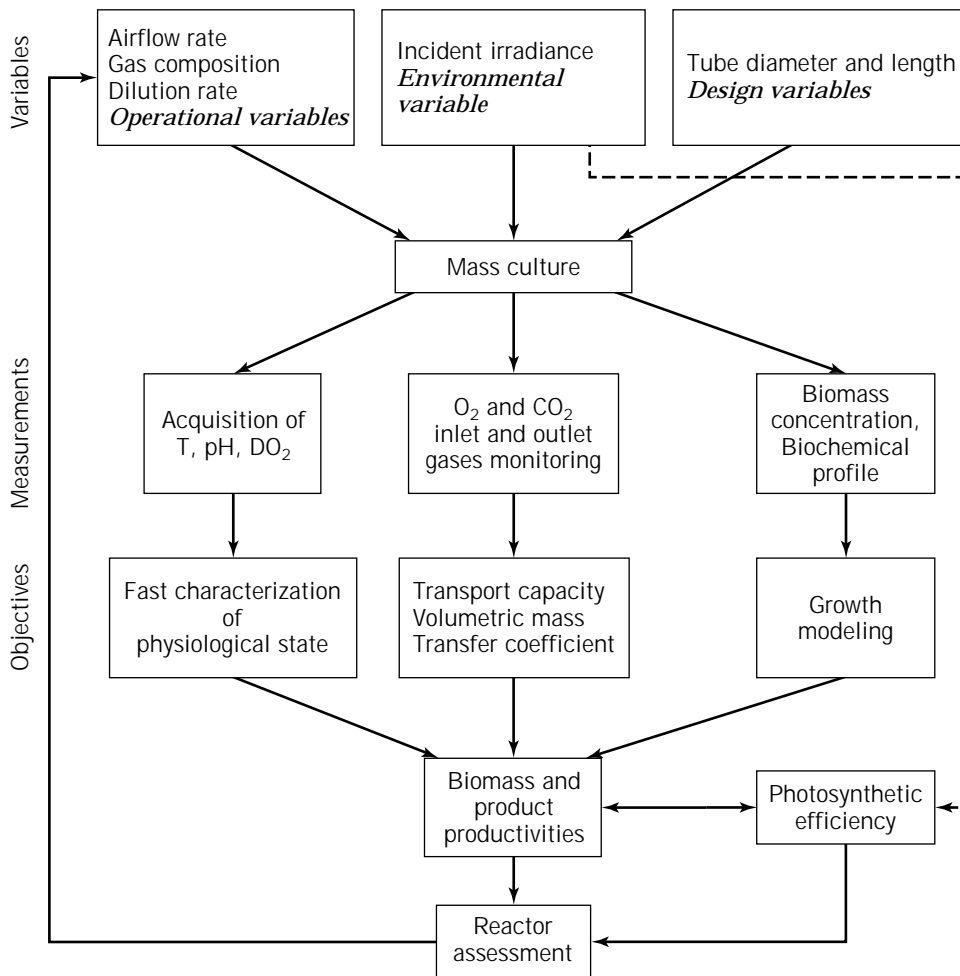 Variables
Airflow rate
Gas composition
Dilution rate
Operational variables
Incident irradiance
Environmental
variable
Tube diameter and length
Design variables
Mass culture
Measurements
Acquisition of
T, pH, DO₂
O₂ and CO₂
inlet and outlet
gases monitoring
Biomass
concentration,
Biochemical
profile
Objectives
Fast characterization
of
physiological state
Transport capacity
Volumetric mass
Transfer coefficient
Growth
modeling
Biomass and
product
productivities
Photosynthetic
efficiency
Reactor
assessment